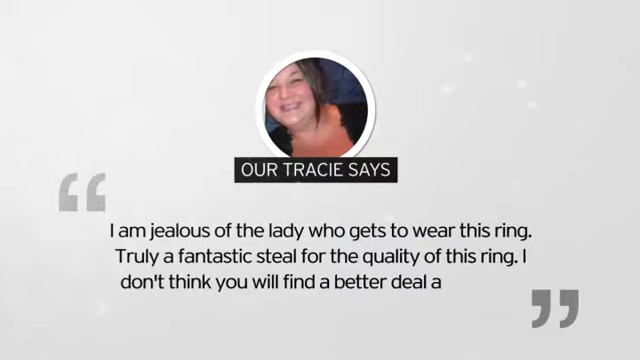 OUR TRACIE SAYS
I am jealous of the lady who gets to wear this ring.
Truly a fantastic steal for the quality of this ring. I
don't think you will find a better deal a